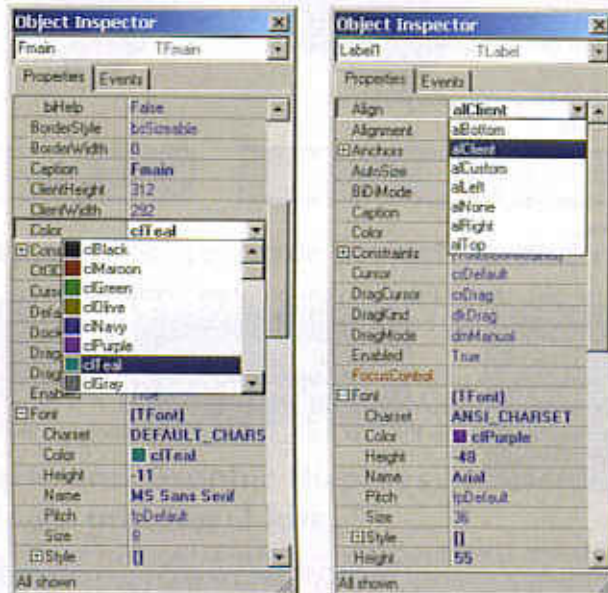 Object Inspector
Fmain TFmain
Properties Events
biHelp False
BorderStyle bsSizeable
BorderWidth 0
Caption Fmain
ClientHeight 312
ClientWidth 292
Color clTeal
clBlack
clMaroon
clGreen
clOlive
clNavy
clPurple
clTeal
clGray
Enabled True
Font (TFont)
Charset DEFAULT_CHARS
Color clTeal
Height -11
Name MS Sans Serif
Pitch fpDefault
Size 8
Style []
All shown
Object Inspector
Label1 TLabel
Properties Events
Align alClient
alBottom
alClient
alCustom
alLeft
alNone
alRight
alTop
Alignment
Anchors
AutoSize
BiDiMode
Caption
Color
Constraints
Cursor crDefault
DragCursor crDrag
DragKind dkDrag
DragMode dmManual
Enabled True
FocusControl
Font (TFont)
Charset ANSI_CHARSET
Color clPurple
Height -48
Name Arial
Pitch fpDefault
Size 36
Style []
Height 55
All shown